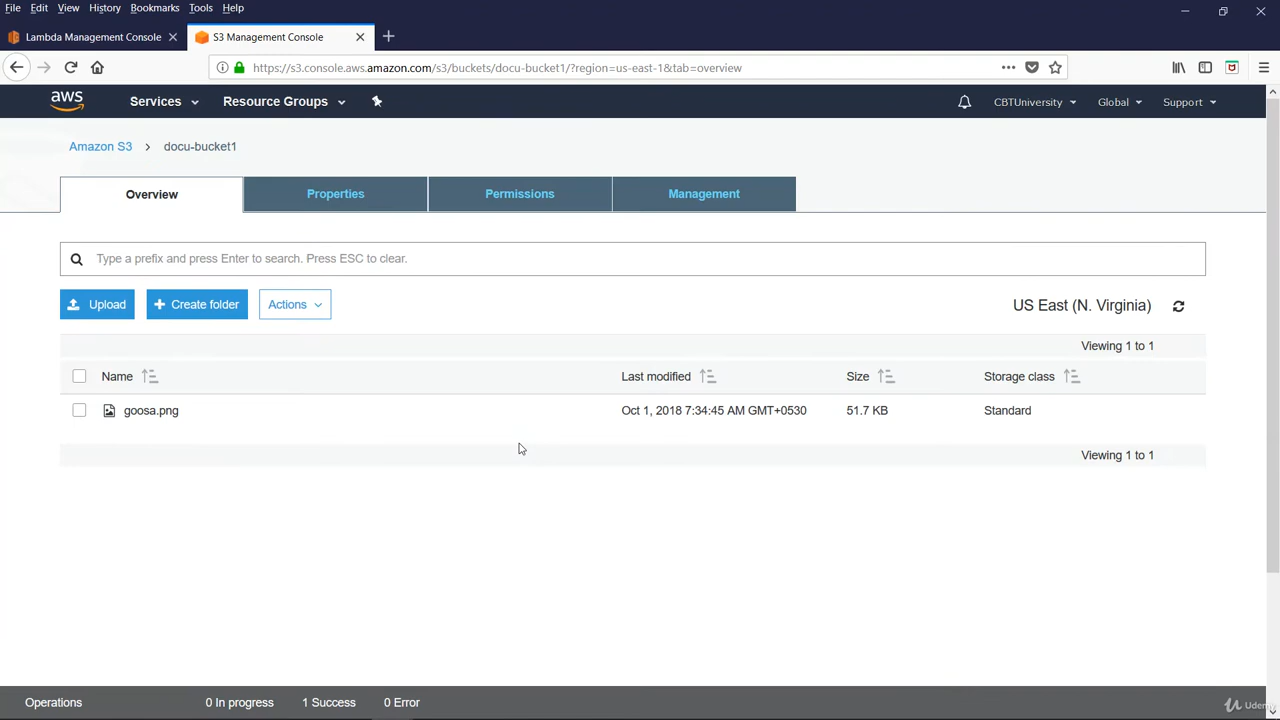 File Edit View History Bookmarks Tools Help
Lambda Management Console
S3 Management Console
https://s3.console.aws.amazon.com/s3/buckets/docu-bucket1/?region=us-east-1&tab=overview
aws Services Resource Groups CBTUniversity Global Support
Amazon S3 > docu-bucket1
Overview Properties Permissions Management
Type a prefix and press Enter to search. Press ESC to clear.
Upload + Create folder Actions US East (N. Virginia)
Viewing 1 to 1
Name Last modified Size Storage class
goosa.png Oct 1, 2018 7:34:45 AM GMT+0530 51.7 KB Standard
Viewing 1 to 1
Operations 0 In progress 1 Success 0 Error
Udemy